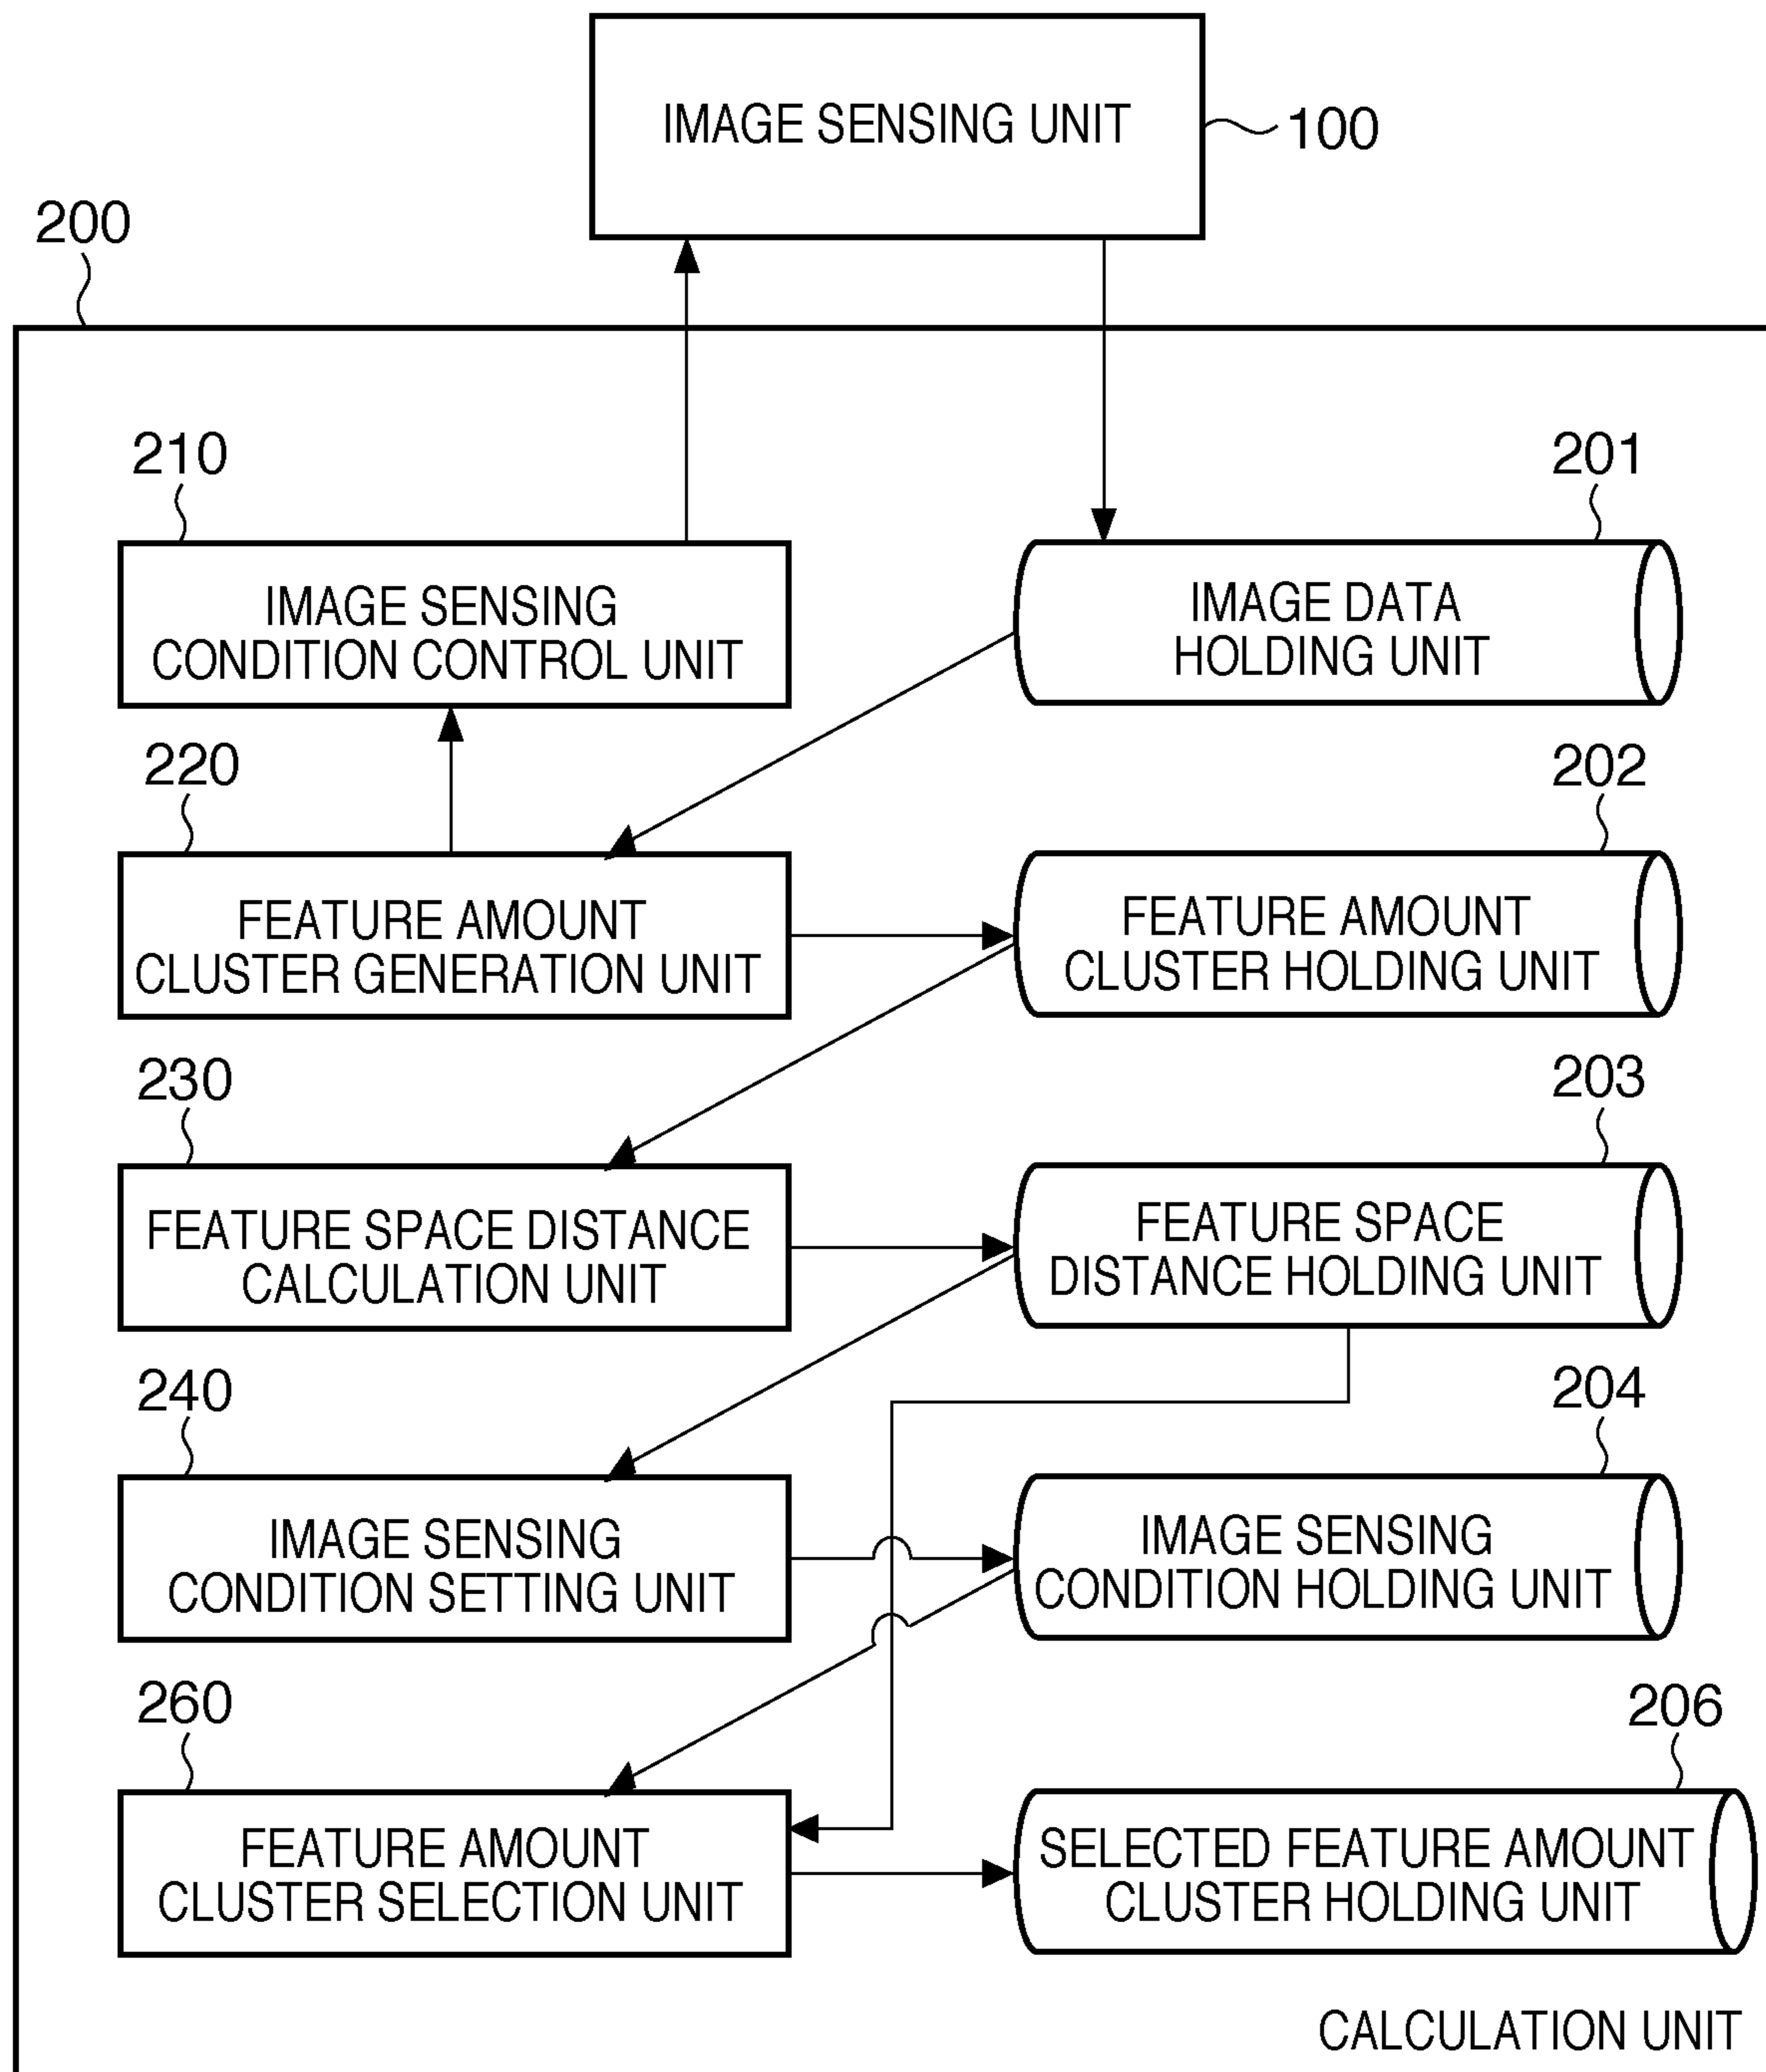 IMAGE SENSING UNIT
100
200
210
201
IMAGE SENSING
CONDITION CONTROL UNIT
IMAGE DATA
HOLDING UNIT
220
202
FEATURE AMOUNT
CLUSTER GENERATION UNIT
FEATURE AMOUNT
CLUSTER HOLDING UNIT
230
203
FEATURE SPACE DISTANCE
CALCULATION UNIT
FEATURE SPACE
DISTANCE HOLDING UNIT
240
204
IMAGE SENSING
CONDITION SETTING UNIT
IMAGE SENSING
CONDITION HOLDING UNIT
260
206
FEATURE AMOUNT
CLUSTER SELECTION UNIT
SELECTED FEATURE AMOUNT
CLUSTER HOLDING UNIT
CALCULATION UNIT